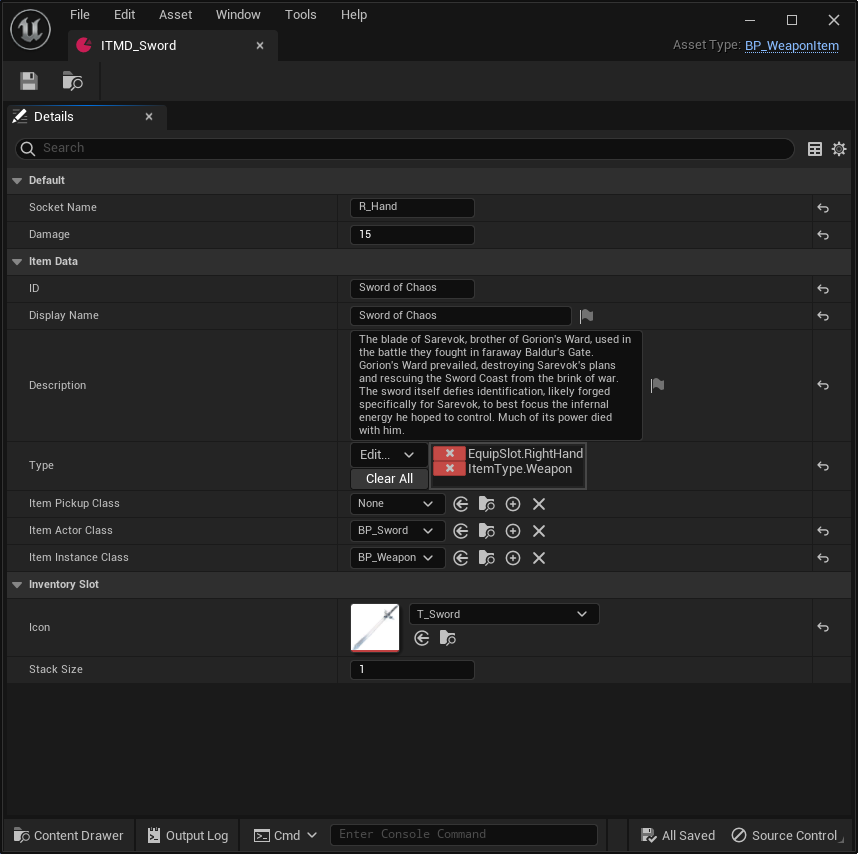 File Edit Asset Window Tools Help
ITMD_Sword
Asset Type: BP_WeaponItem
Details
Search
Default
Socket Name R_Hand
Damage 15
Item Data
ID Sword of Chaos
Display Name Sword of Chaos
Description
The blade of Sarevok, brother of Gorion's Ward, used in
the battle they fought in faraway Baldur's Gate.
Gorion's Ward prevailed, destroying Sarevok's plans
and rescuing the Sword Coast from the brink of war.
The sword itself defies identification, likely forged
specifically for Sarevok, to best focus the infernal
energy he hoped to control. Much of its power died
with him.
Type
Edit...
Clear All
EquipSlot.RightHand
ItemType.Weapon
Item Pickup Class None
Item Actor Class BP_Sword
Item Instance Class BP_Weapon
Inventory Slot
Icon T_Sword
Stack Size 1
Content Drawer Output Log Cmd Enter Console Command All Saved Source Control